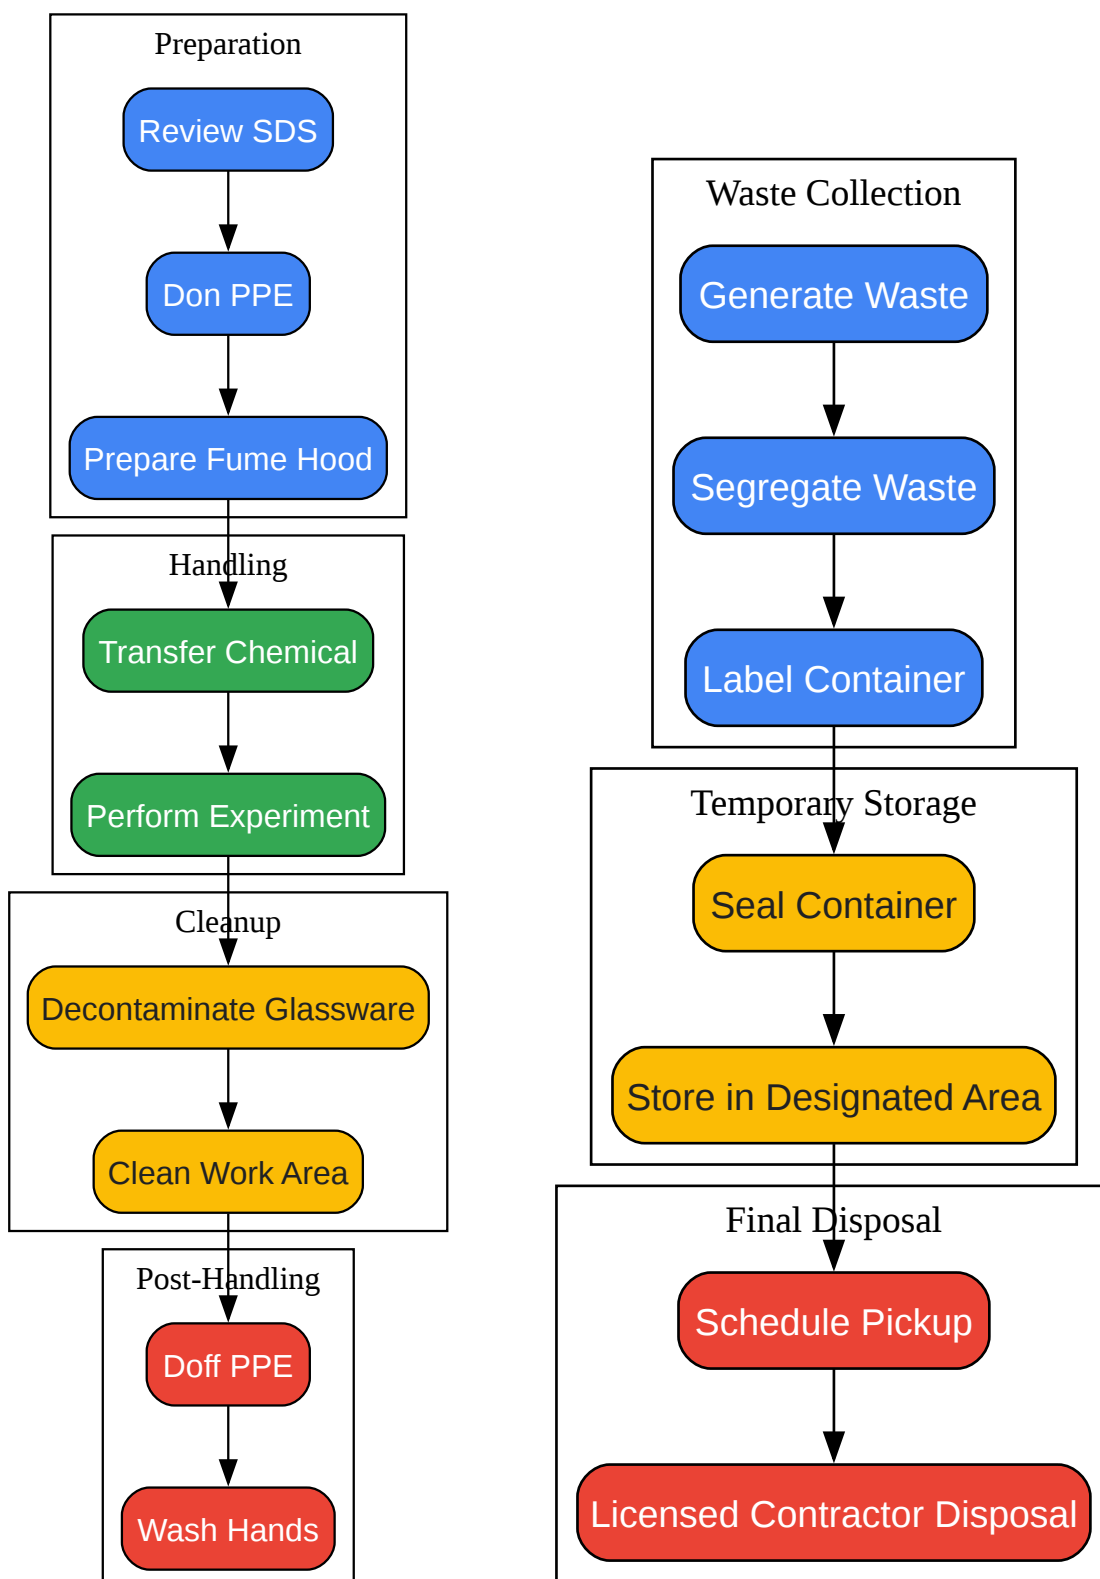 Preparation
Review SDS
Don PPE
Prepare Fume Hood
Handling
Transfer Chemical
Perform Experiment
Cleanup
Decontaminate Glassware
Clean Work Area
Post-Handling
Doff PPE
Wash Hands
Waste Collection
Generate Waste
Segregate Waste
Label Container
Temporary Storage
Seal Container
Store in Designated Area
Final Disposal
Schedule Pickup
Licensed Contractor Disposal